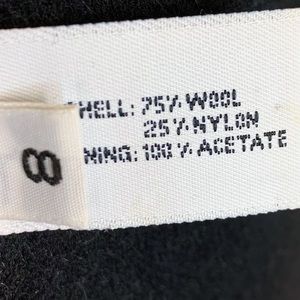 HELL: 75% WOOL
25% NYLON
NING: 100% ACETATE
8